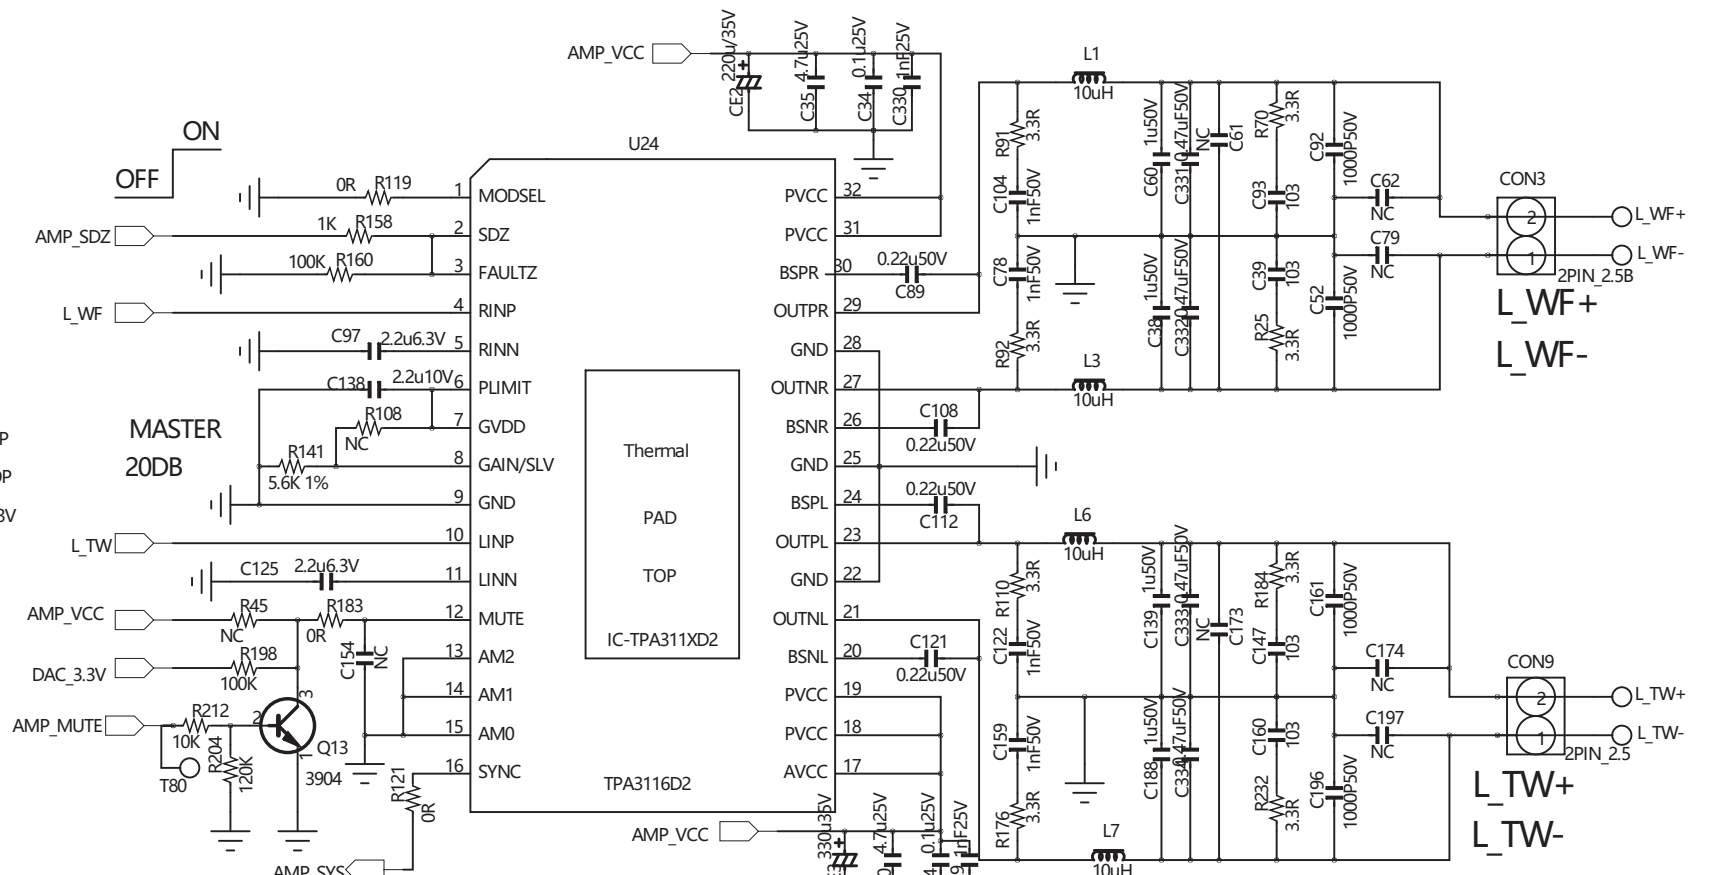 AMP_VCC
CE2 220u/35V
C35 4.7u25V
C34 0.1u25V
C330 1nF25V
L1
10uH
R91 3.3R
C104 1nF50V
C78 1nF50V
R92 3.3R
C60 1u50V
C331 0.47uF50V
NC C61
R70 3.3R
C93 103
C92 1000P50V
C62
NC
C79
NC
C38 1u50V
C332 0.47uF50V
C39 103
R25 3.3R
C52 1000P50V
CON3
2
1
2PIN_2.5B
L_WF+
L_WF-
L_WF+
L_WF-
L3
10uH
ON
OFF
U24
0R R119
AMP_SDZ
1K R158
100K R160
L_WF
C97 2.2u6.3V
C138 2.2u10V
R108
NC
MASTER
20DB
R141
5.6K 1%
L_TW
C125 2.2u6.3V
AMP_VCC
R45
NC
R183
0R
C154 NC
DAC_3.3V
R198
100K
AMP_MUTE
R212
10K
R204 120K
T80
2
3
1
Q13
3904
R121 0R
AMP_SYS
1 MODSEL
2 SDZ
3 FAULTZ
4 RINP
5 RINN
6 PLIMIT
7 GVDD
8 GAIN/SLV
9 GND
10 LINP
11 LINN
12 MUTE
13 AM2
14 AM1
15 AM0
16 SYNC
Thermal
PAD
TOP
IC-TPA311XD2
TPA3116D2
PVCC 32
PVCC 31
BSPR 30
OUTPR 29
GND 28
OUTNR 27
BSNR 26
GND 25
BSPL 24
OUTPL 23
GND 22
OUTNL 21
BSNL 20
PVCC 19
PVCC 18
AVCC 17
0.22u50V
C89
C108
0.22u50V
0.22u50V
C112
C121
0.22u50V
L6
10uH
R110 3.3R
C122 1nF50V
C159 1nF50V
R176 3.3R
C139 1u50V
C333 0.47uF50V
NC C173
R184 3.3R
C147 103
C161 1000P50V
C174
NC
C197
NC
C188 1u50V
C334 0.47uF50V
C160 103
R232 3.3R
C196 1000P50V
CON9
2
1
2PIN_2.5
L_TW+
L_TW-
L_TW+
L_TW-
L7
10uH
AMP_VCC
330u35V
4.7u25V
0.1u25V
1nF25V
P
3V